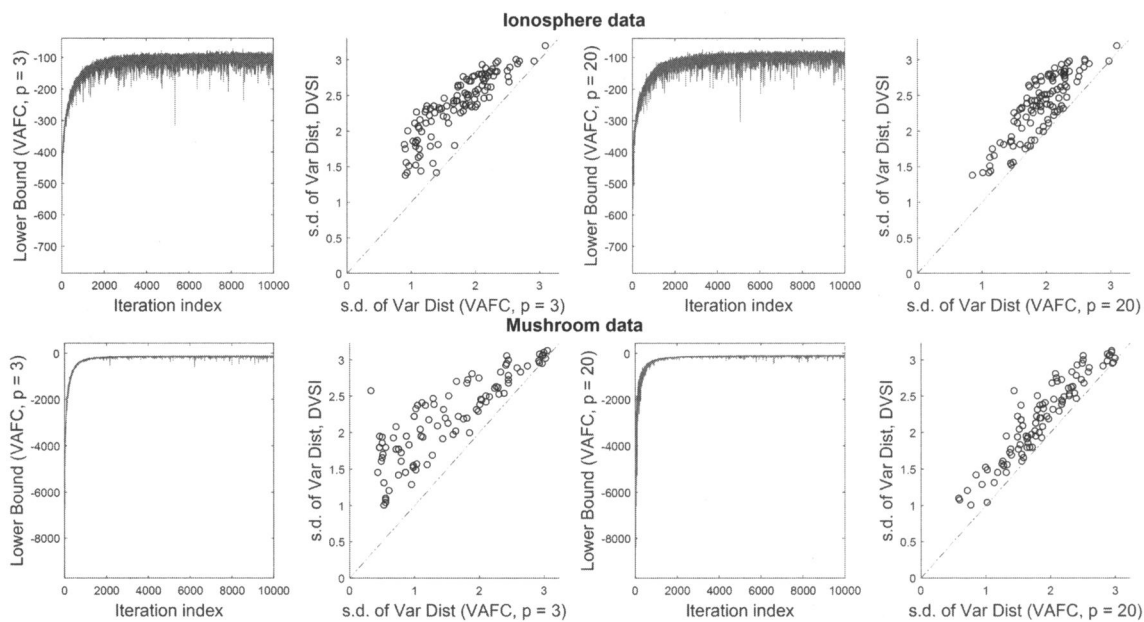 Ionosphere data
Lower Bound (VAFC, p = 3)
-100
-200
-300
-400
-500
-600
-700
0 2000 4000 6000 8000 10000
Iteration index
s.d. of Var Dist, DVSI
3
2.5
2
1.5
1
0.5
0
0 1 2 3
s.d. of Var Dist (VAFC, p = 3)
Lower Bound (VAFC, p = 20)
-100
-200
-300
-400
-500
-600
-700
0 2000 4000 6000 8000 10000
Iteration index
s.d. of Var Dist, DVSI
3
2.5
2
1.5
1
0.5
0
0 1 2 3
s.d. of Var Dist (VAFC, p = 20)
Mushroom data
Lower Bound (VAFC, p = 3)
0
-2000
-4000
-6000
-8000
0 2000 4000 6000 8000 10000
Iteration index
s.d. of Var Dist, DVSI
3
2.5
2
1.5
1
0.5
0
0 1 2 3
s.d. of Var Dist (VAFC, p = 3)
Lower Bound (VAFC, p = 20)
0
-2000
-4000
-6000
-8000
0 2000 4000 6000 8000 10000
Iteration index
s.d. of Var Dist, DVSI
3
2.5
2
1.5
1
0.5
0
0 1 2 3
s.d. of Var Dist (VAFC, p = 20)